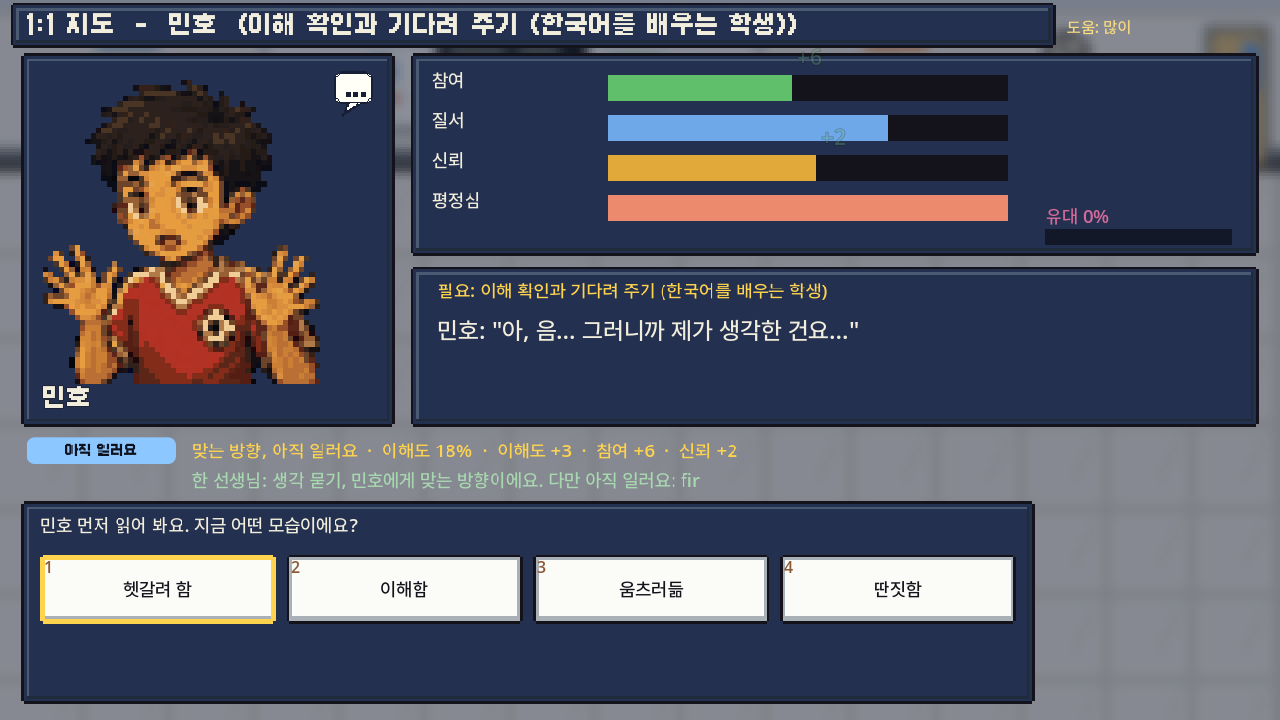 1:1 지도 - 민호 (이해 확인과 기다려 주기 (한국어를 배우는 학생))
도움: 많이
+6
참여
질서
+2
신뢰
평정심
유대 0%
...
민호
필요: 이해 확인과 기다려 주기 (한국어를 배우는 학생)
민호: "아, 음... 그러니까 제가 생각한 건요..."
아직 일러요
맞는 방향, 아직 일러요 · 이해도 18% · 이해도 +3 · 참여 +6 · 신뢰 +2
한 선생님: 생각 묻기, 민호에게 맞는 방향이에요. 다만 아직 일러요: fir
민호 먼저 읽어 봐요. 지금 어떤 모습이에요?
1 헷갈려 함
2 이해함
3 움츠러듦
4 딴짓함